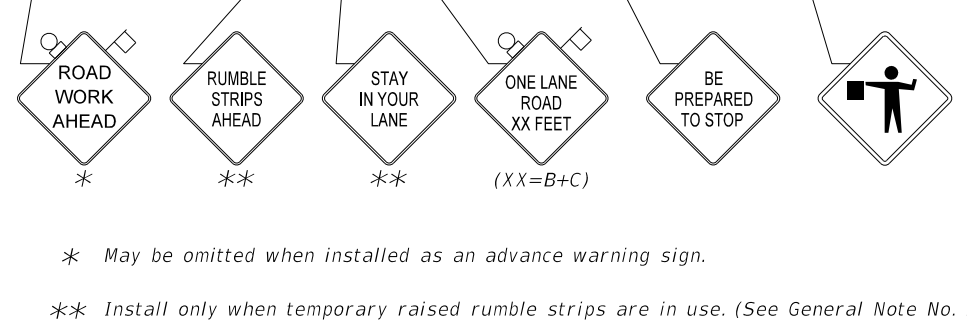 ROAD
WORK
AHEAD
*
RUMBLE
STRIPS
AHEAD
**
STAY
IN YOUR
LANE
**
ONE LANE
ROAD
XX FEET
(XX=B+C)
BE
PREPARED
TO STOP
* May be omitted when installed as an advance warning sign.
** Install only when temporary raised rumble strips are in use. (See General Note No.